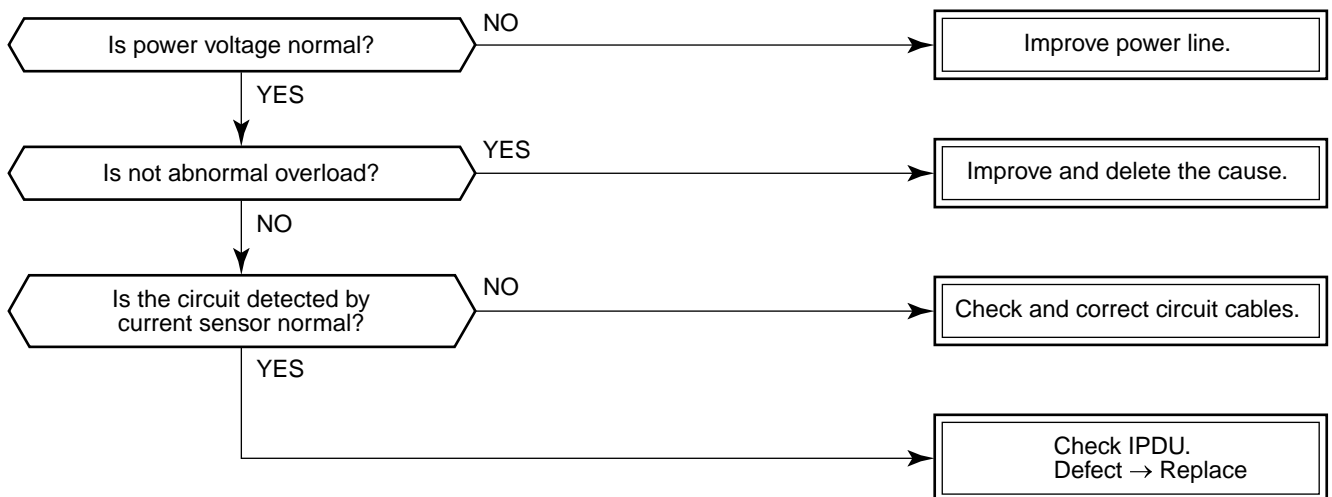 Is power voltage normal?
NO
Improve power line.
YES
Is not abnormal overload?
YES
Improve and delete the cause.
NO
Is the circuit detected by
current sensor normal?
NO
Check and correct circuit cables.
YES
Check IPDU.
Defect → Replace